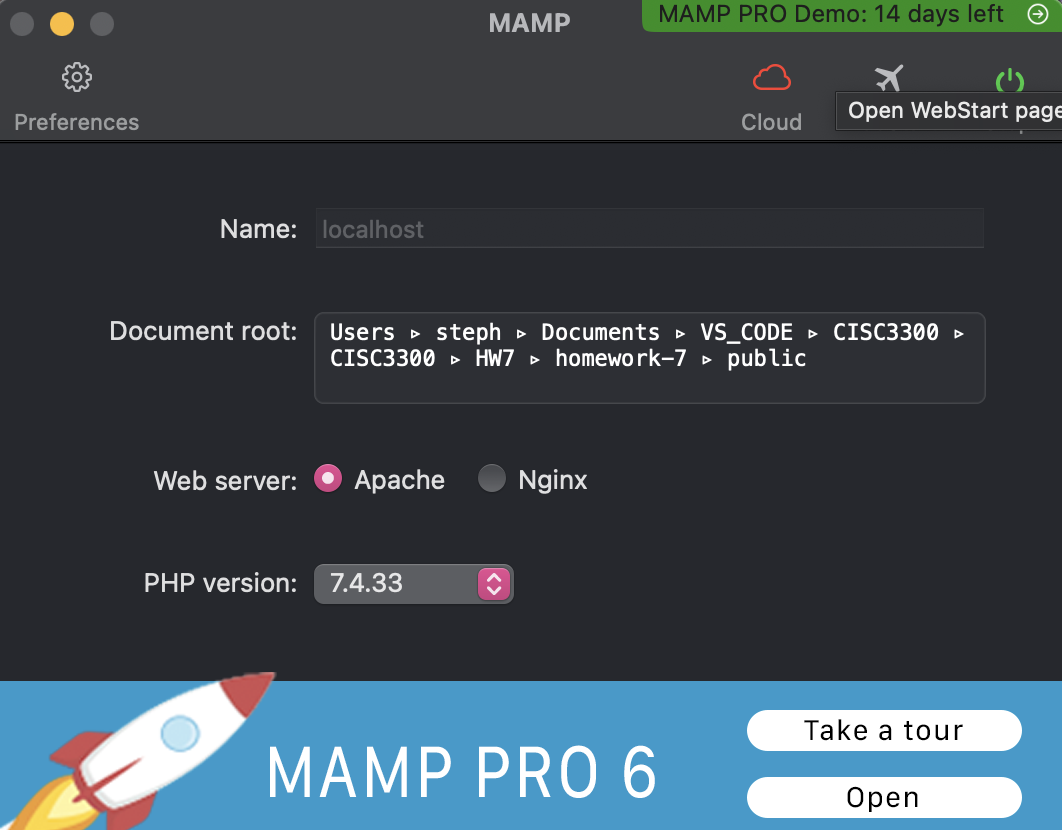 MAMP
MAMP PRO Demo: 14 days left
Preferences
Cloud
Open WebStart page
Name:
localhost
Document root:
Users ▹ steph ▹ Documents ▹ VS_CODE ▹ CISC3300 ▹
CISC3300 ▹ HW7 ▹ homework-7 ▹ public
Web server:
Apache
Nginx
PHP version:
7.4.33
MAMP PRO 6
Take a tour
Open